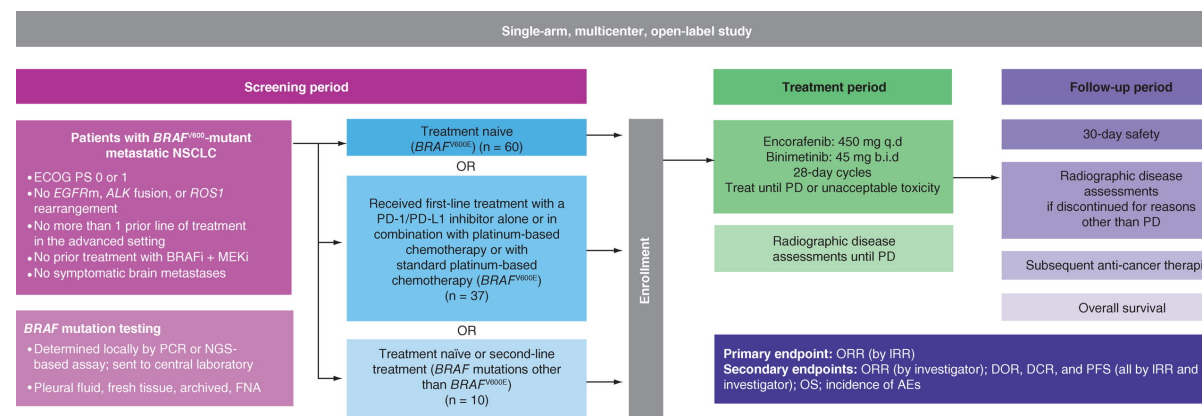 Single-arm, multicenter, open-label study
Screening period
Patients with BRAFV600-mutant
metastatic NSCLC
•ECOG PS 0 or 1
•No EGFRm, ALK fusion, or ROS1
rearrangement
•No more than 1 prior line of treatment
in the advanced setting
•No prior treatment with BRAFi + MEKi
•No symptomatic brain metastases
BRAF mutation testing
•Determined locally by PCR or NGS-
based assay; sent to central laboratory
•Pleural fluid, fresh tissue, archived, FNA
Treatment naive
(BRAFV600E) (n = 60)
OR
Received first-line treatment with a
PD-1/PD-L1 inhibitor alone or in
combination with platinum-based
chemotherapy or with
standard platinum-based
chemotherapy (BRAFV600E)
(n = 37)
OR
Treatment naïve or second-line
treatment (BRAF mutations other
than BRAFV600E)
(n = 10)
Enrollment
Treatment period
Encorafenib: 450 mg q.d
Binimetinib: 45 mg b.i.d
28-day cycles
Treat until PD or unacceptable toxicity
Radiographic disease
assessments until PD
Follow-up period
30-day safety
Radiographic disease
assessments
if discontinued for reasons
other than PD
Subsequent anti-cancer therapi
Overall survival
Primary endpoint: ORR (by IRR)
Secondary endpoints: ORR (by investigator); DOR, DCR, and PFS (all by IRR and
investigator); OS; incidence of AEs